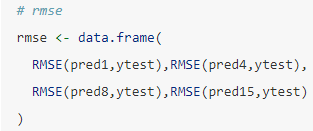 # rmse
rmse <- data.frame(
RMSE(pred1,ytest),RMSE(pred4,ytest),
RMSE(pred8,ytest),RMSE(pred15,ytest)
)